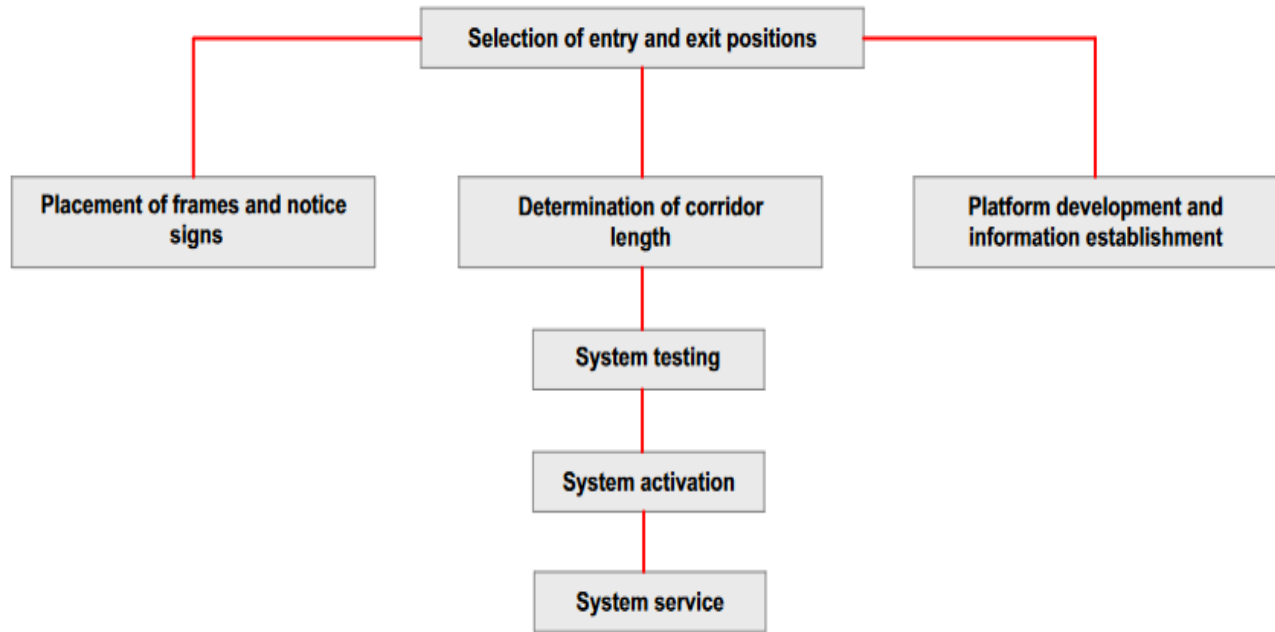 Selection of entry and exit positions
Placement of frames and notice
signs
Determination of corridor
length
Platform development and
information establishment
System testing
System activation
System service